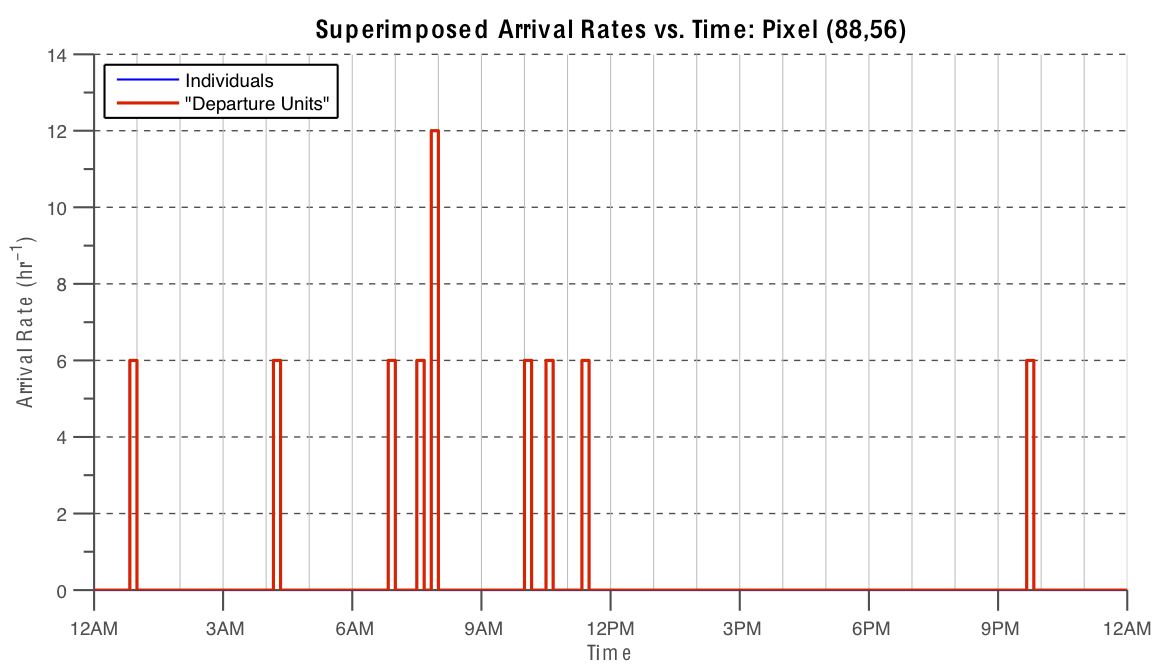 Superimposed Arrival Rates vs. Time: Pixel (88,56)
Individuals
"Departure Units"
14
12
10
8
6
4
2
0
Arrival Rate (hr⁻¹)
12AM 3AM 6AM 9AM 12PM 3PM 6PM 9PM 12AM
Time